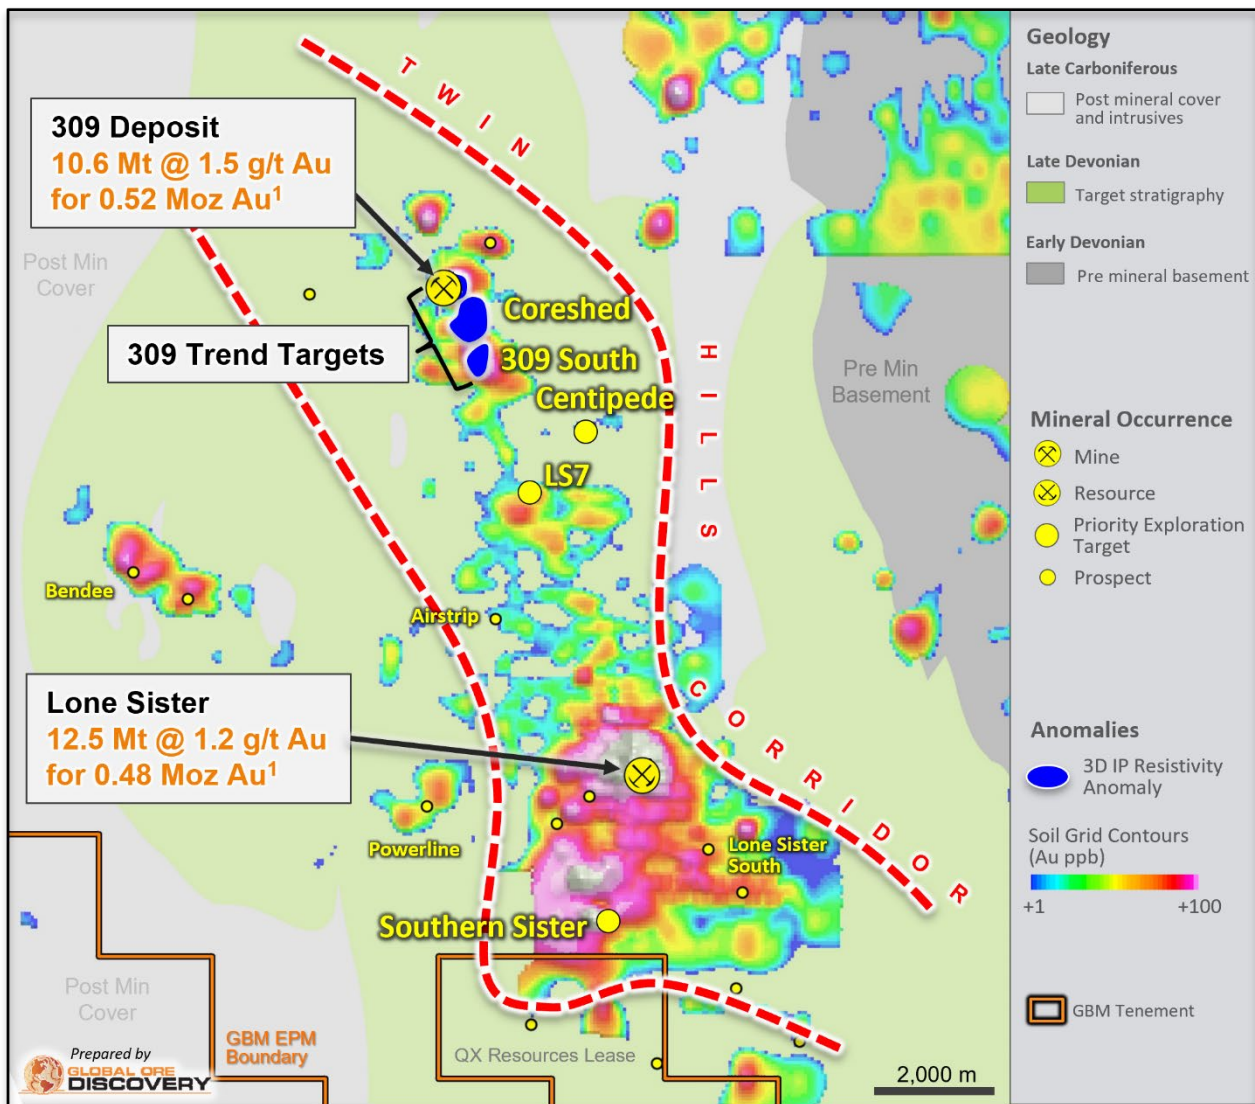 309 Deposit
10.6 Mt @ 1.5 g/t Au
for 0.52 Moz Au¹
TWIN
HILLS
CORRIDOR
Post Min
Cover
Coreshed
309 Trend Targets
309 South
Centipede
LS7
Pre Min
Basement
Bendee
Airstrip
Lone Sister
12.5 Mt @ 1.2 g/t Au
for 0.48 Moz Au¹
Powerline
Lone Sister
South
Southern Sister
Post Min
Cover
GBM EPM
Boundary
QX Resources Lease
Prepared by
GLOBAL ORE
DISCOVERY
2,000 m
Geology
Late Carboniferous
Post mineral cover
and intrusives
Late Devonian
Target stratigraphy
Early Devonian
Pre mineral basement
Mineral Occurrence
Mine
Resource
Priority Exploration
Target
Prospect
Anomalies
3D IP Resistivity
Anomaly
Soil Grid Contours
(Au ppb)
+1 +100
GBM Tenement